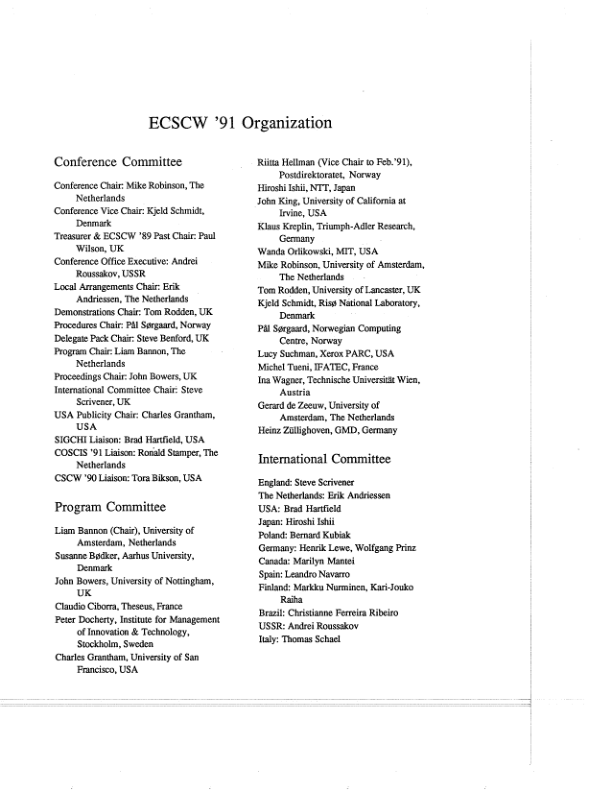 ECSCW '91 Organization
Conference Committee
Conference Chair: Mike Robinson, The
Netherlands
Conference Vice Chair: Kjeld Schmidt,
Denmark
Treasurer & ECSCW '89 Past Chair: Paul
Wilson, UK
Conference Office Executive: Andrei
Roussakov, USSR
Local Arrangements Chair: Erik
Andriessen, The Netherlands
Demonstrations Chair: Tom Rodden, UK
Procedures Chair: Pål Sørgaard, Norway
Delegate Pack Chair: Steve Benford, UK
Program Chair: Liam Bannon, The
Netherlands
Proceedings Chair: John Bowers, UK
International Committee Chair: Steve
Scrivener, UK
USA Publicity Chair: Charles Grantham,
USA
SIGCHI Liaison: Brad Hartfield, USA
COSCIS '91 Liaison: Ronald Stamper, The
Netherlands
CSCW '90 Liaison: Tora Bikson, USA
Program Committee
Liam Bannon (Chair), University of
Amsterdam, Netherlands
Susanne Bødker, Aarhus University,
Denmark
John Bowers, University of Nottingham,
UK
Claudio Ciborra, Theseus, France
Peter Docherty, Institute for Management
of Innovation & Technology,
Stockholm, Sweden
Charles Grantham, University of San
Francisco, USA
Riitta Hellman (Vice Chair to Feb.'91),
Postdirektoratet, Norway
Hiroshi Ishii, NTT, Japan
John King, University of California at
Irvine, USA
Klaus Kreplin, Triumph-Adler Research,
Germany
Wanda Orlikowski, MIT, USA
Mike Robinson, University of Amsterdam,
The Netherlands
Tom Rodden, University of Lancaster, UK
Kjeld Schmidt, Risø National Laboratory,
Denmark
Pål Sørgaard, Norwegian Computing
Centre, Norway
Lucy Suchman, Xerox PARC, USA
Michel Tueni, IFATEC, France
Ina Wagner, Technische Universität Wien,
Austria
Gerard de Zeeuw, University of
Amsterdam, The Netherlands
Heinz Züllighoven, GMD, Germany
International Committee
England: Steve Scrivener
The Netherlands: Erik Andriessen
USA: Brad Hartfield
Japan: Hiroshi Ishii
Poland: Bernard Kubiak
Germany: Henrik Lewe, Wolfgang Prinz
Canada: Marilyn Mantei
Spain: Leandro Navarro
Finland: Markku Nurminen, Kari-Jouko
Raiha
Brazil: Christianne Ferreira Ribeiro
USSR: Andrei Roussakov
Italy: Thomas Schael